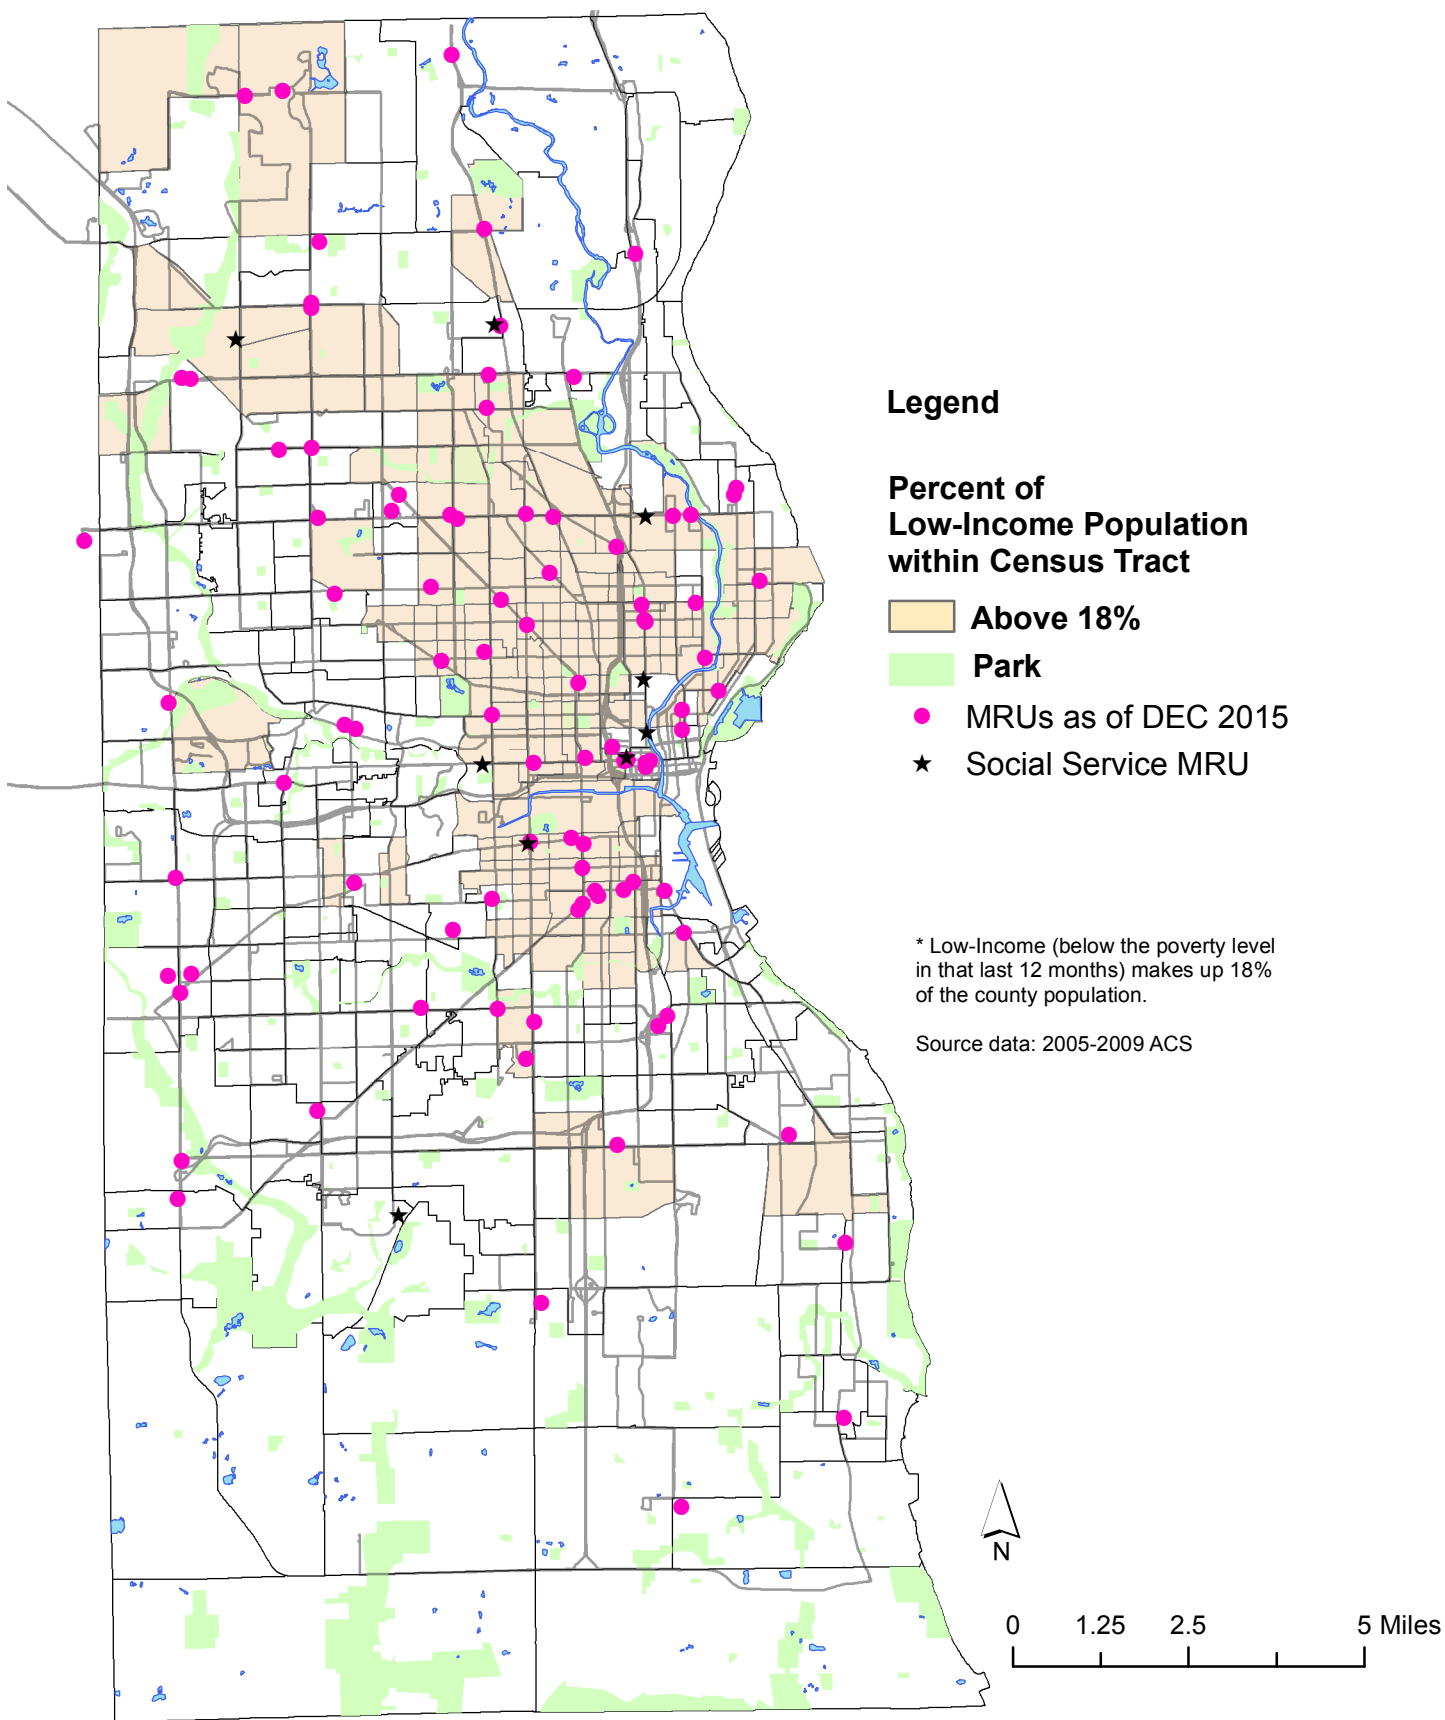 Legend
Percent of
Low-Income Population
within Census Tract
Above 18%
Park
MRUs as of DEC 2015
Social Service MRU
* Low-Income (below the poverty level
in that last 12 months) makes up 18%
of the county population.
Source data: 2005-2009 ACS
N
0 1.25 2.5 5 Miles